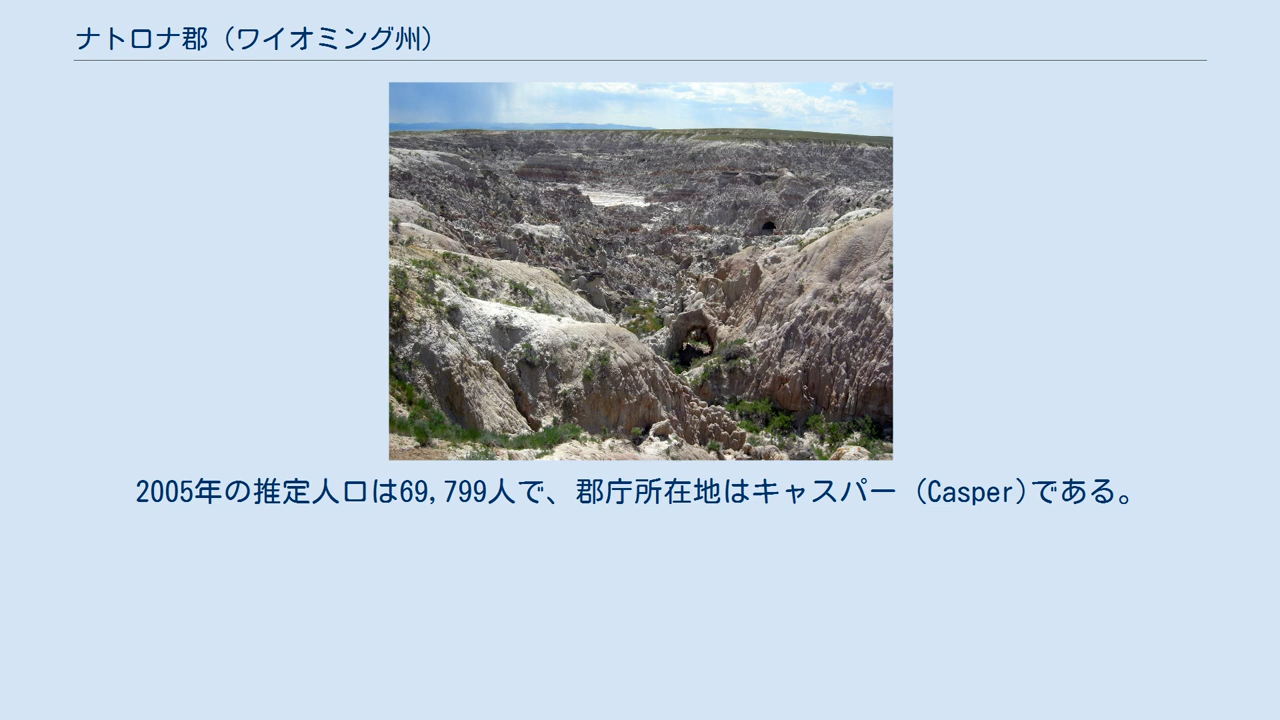 ナトロナ郡（ワイオミング州）
2005年の推定人口は69,799人で、郡庁所在地はキャスパー（Casper)である。